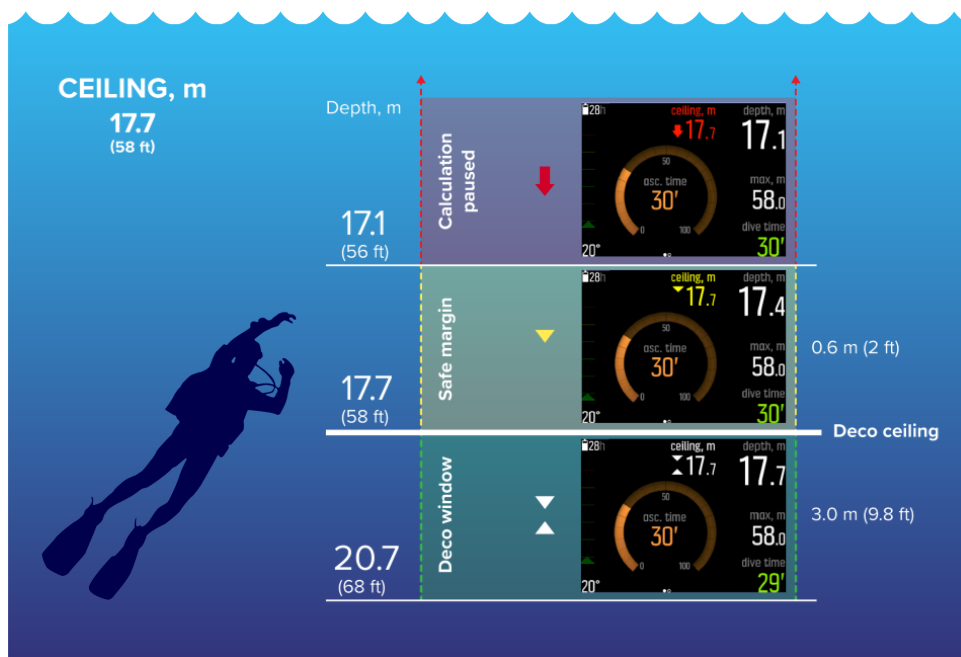 CEILING, m
17.7
(58 ft)
Depth, m
17.1
(56 ft)
Calculation
paused
28h
ceiling, m
17.7
depth, m
17.1
50
asc. time
30'
0
100
max, m
58.0
dive time
30'
20°
17.7
(58 ft)
Safe margin
28h
ceiling, m
17.7
depth, m
17.4
50
asc. time
30'
0
100
max, m
58.0
dive time
30'
20°
0.6 m (2 ft)
Deco ceiling
20.7
(68 ft)
Deco window
28h
ceiling, m
17.7
depth, m
17.7
50
asc. time
30'
0
100
max, m
58.0
dive time
29'
20°
3.0 m (9.8 ft)